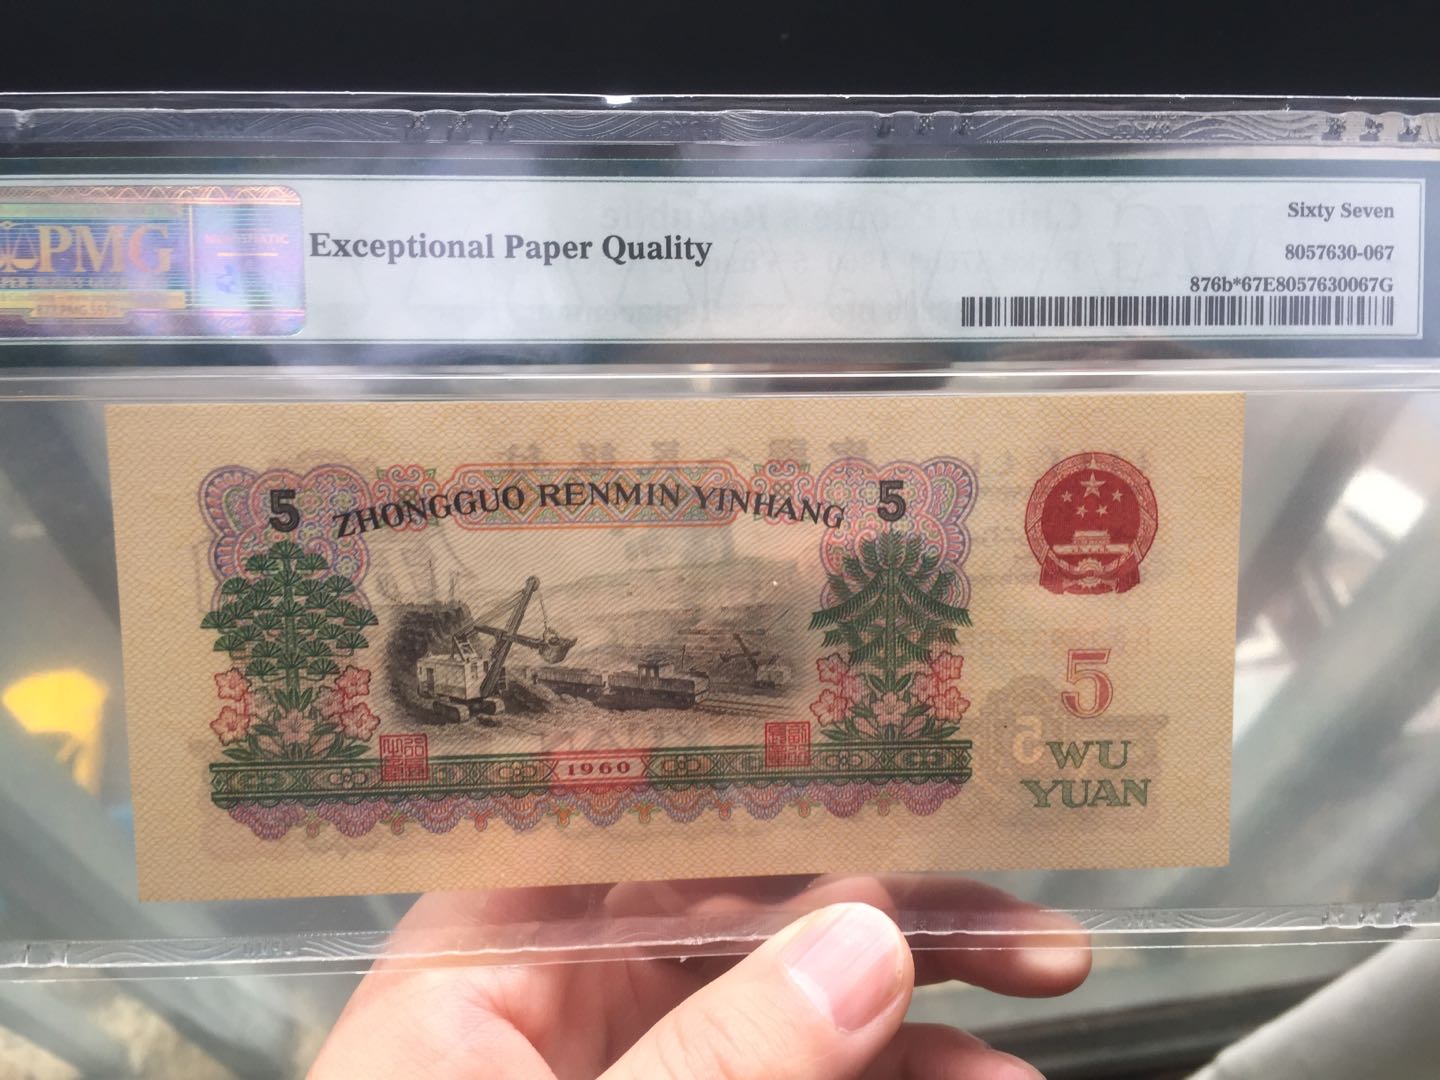 PMG
Exceptional Paper Quality
Sixty Seven
8057630-067
876b*67E8057630067G
5 ZHONGGUO RENMIN YINHANG 5
5
WU
YUAN
1960